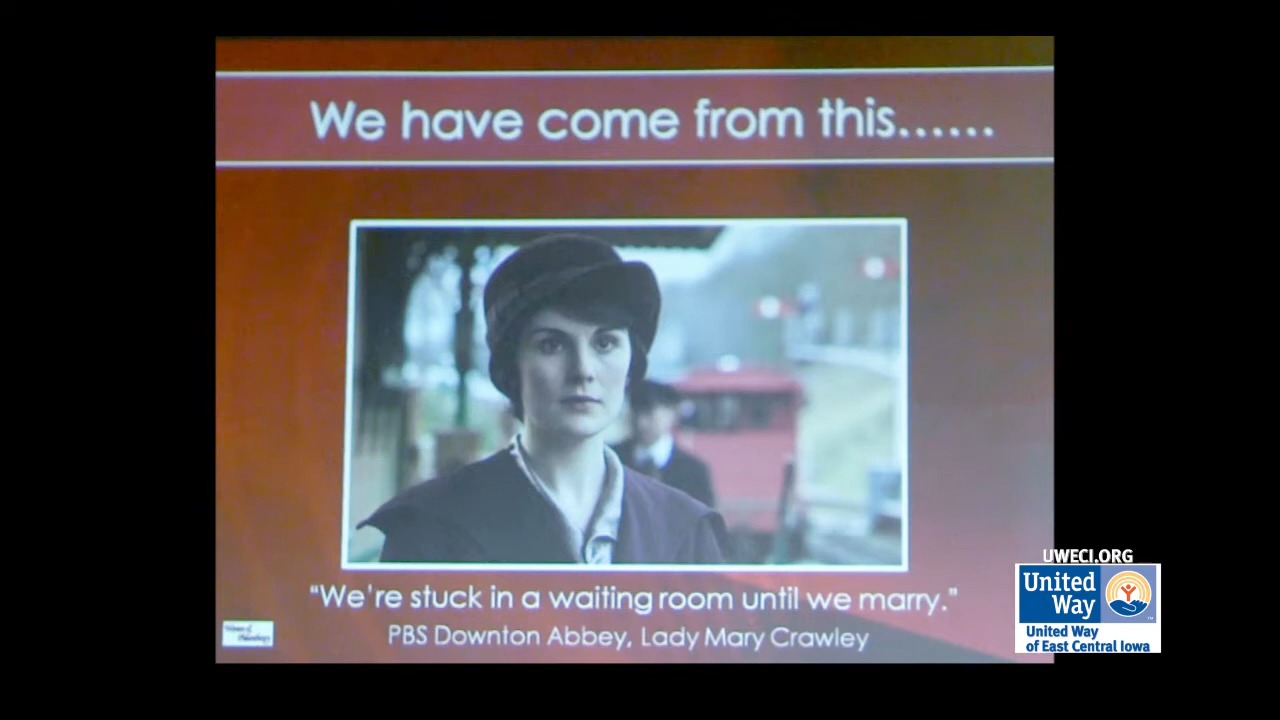 We have come from this......
"We're stuck in a waiting room until we marry."
PBS Downton Abbey, Lady Mary Crawley
UWECI.ORG
United
Way
United Way
of East Central Iowa